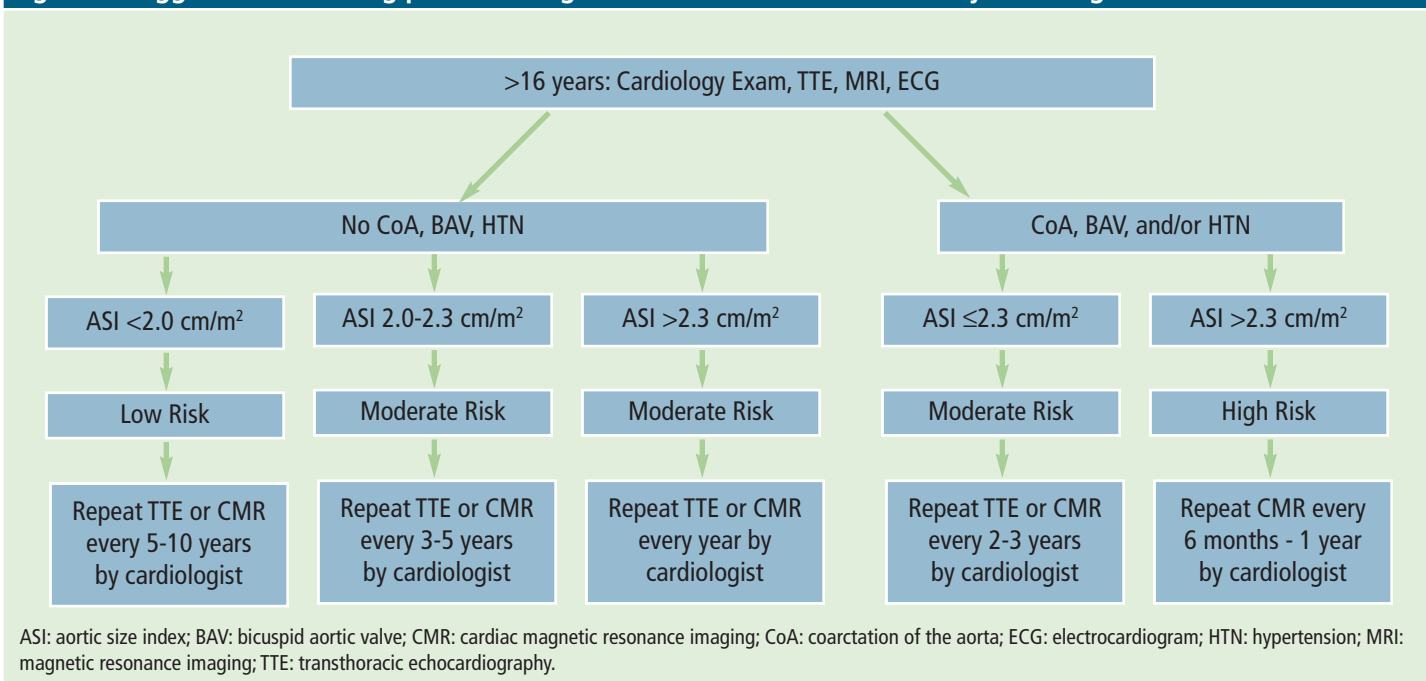 >16 years: Cardiology Exam, TTE, MRI, ECG
No CoA, BAV, HTN
CoA, BAV, and/or HTN
ASI <2.0 cm/m²
ASI 2.0-2.3 cm/m²
ASI >2.3 cm/m²
ASI ≤2.3 cm/m²
ASI >2.3 cm/m²
Low Risk
Moderate Risk
Moderate Risk
Moderate Risk
High Risk
Repeat TTE or CMR
every 5-10 years
by cardiologist
Repeat TTE or CMR
every 3-5 years
by cardiologist
Repeat TTE or CMR
every year by
cardiologist
Repeat TTE or CMR
every 2-3 years
by cardiologist
Repeat CMR every
6 months - 1 year
by cardiologist
ASI: aortic size index; BAV: bicuspid aortic valve; CMR: cardiac magnetic resonance imaging; CoA: coarctation of the aorta; ECG: electrocardiogram; HTN: hypertension; MRI:
magnetic resonance imaging; TTE: transthoracic echocardiography.